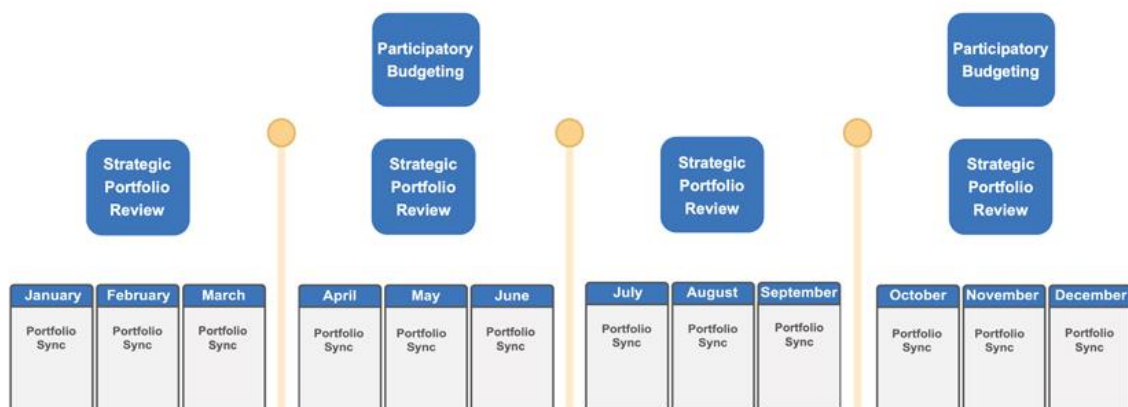 Participatory
Budgeting
Participatory
Budgeting
Strategic
Portfolio
Review
Strategic
Portfolio
Review
Strategic
Portfolio
Review
Strategic
Portfolio
Review
January
February
March
April
May
June
July
August
September
October
November
December
Portfolio
Sync
Portfolio
Sync
Portfolio
Sync
Portfolio
Sync
Portfolio
Sync
Portfolio
Sync
Portfolio
Sync
Portfolio
Sync
Portfolio
Sync
Portfolio
Sync
Portfolio
Sync
Portfolio
Sync